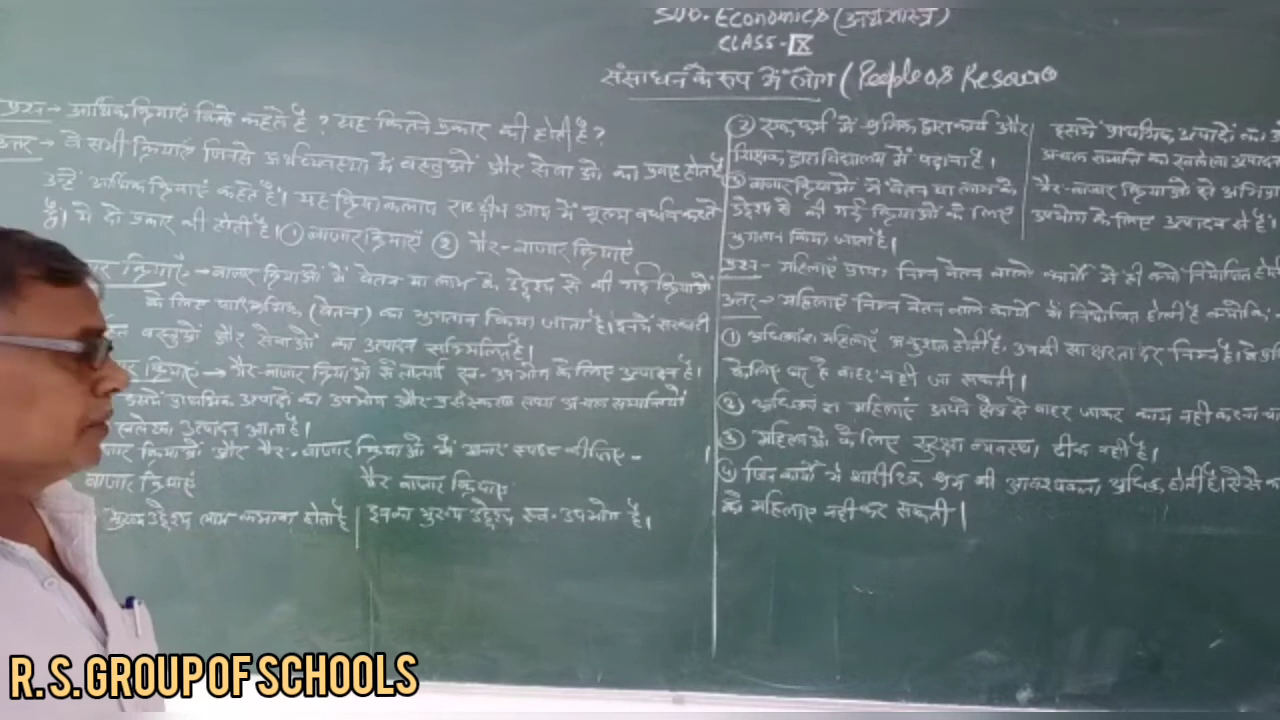 SUB. ECONOMICS (अर्थशास्त्र)
CLASS - IX
संसाधन के रूप में लोग (People as Resource
प्रश्न → आर्थिक क्रियाएं किसे कहते है ? यह कितने प्रकार की होती है ?
उत्तर → वे सभी क्रियाएं जिनसे अर्थव्यवस्था में वस्तुओं और सेवाओं का प्रवाह होता है
उन्हें आर्थिक क्रियाएं कहते है। यह क्रियाकलाप राष्ट्रीय आय में मूल्य वर्धन करते
है। ये दो प्रकार की होती है। ① बाजार क्रियाएं ② गैर-बाजार क्रियाएं
क्रियाएँ → बाजार क्रियाओं में वेतन या लाभ के उद्देश्य से की गई क्रियाओं
के लिए पारिश्रमिक (वेतन) का भुगतान किया जाता है। इनमें सरकारी
वस्तुओं और सेवाओं का उत्पादन सम्मिलित है।
क्रियाएं → गैर-बाजार क्रियाओं से तात्पर्य स्व-उपभोग के लिए उत्पादन है।
इसमें प्राथमिक उत्पादों का उपभोग और प्रसंस्करण तथा अचल सम्पत्तियों
उत्पादन आता है।
क्रियाओं और गैर-बाजार क्रियाओं में अन्तर स्पष्ट कीजिए -
बाजार क्रियाएं
गैर बाजार क्रियाएं
मुख्य उद्देश्य लाभ कमाना होता है
इनका मुख्य उद्देश्य स्व-उपभोग है।
② एक फर्म में श्रमिक द्वारा कार्य और
शिक्षक द्वारा विद्यालय में पढ़ाना है।
③ बाजार क्रियाओं में वेतन या लाभ के
उद्देश्य से की गई क्रियाओं के लिए
भुगतान किया जाता है।
इसमें प्राथमिक उत्पादों का
अचल सम्पत्ति का स्वलेखा उत्पादन
गैर-बाजार क्रियाओं से
उपभोग के लिए उत्पादन से है।
प्रश्न - महिलाएं प्रायः निम्न वेतन वाले कार्यों में ही क्यों नियोजित होती
उत्तर → महिलाएं निम्न वेतन वाले कार्यों में नियोजित होती है क्योंकि
① अधिकांश महिलाएं अकुशल होती है, उनकी साक्षरता दर निम्न है।
के लिए घर से बाहर नही जा सकती।
② अधिकांश महिलाएं अपने क्षेत्र से बाहर जाकर काम नही करना
③ महिलाओं के लिए सुरक्षा व्यवस्था ठीक नहीं है।
④ जिन कार्यों में शारीरिक श्रम की आवश्यकता अधिक होती है। ऐसे
को महिलाएं नही कर सकती।
R. S. GROUP OF SCHOOLS